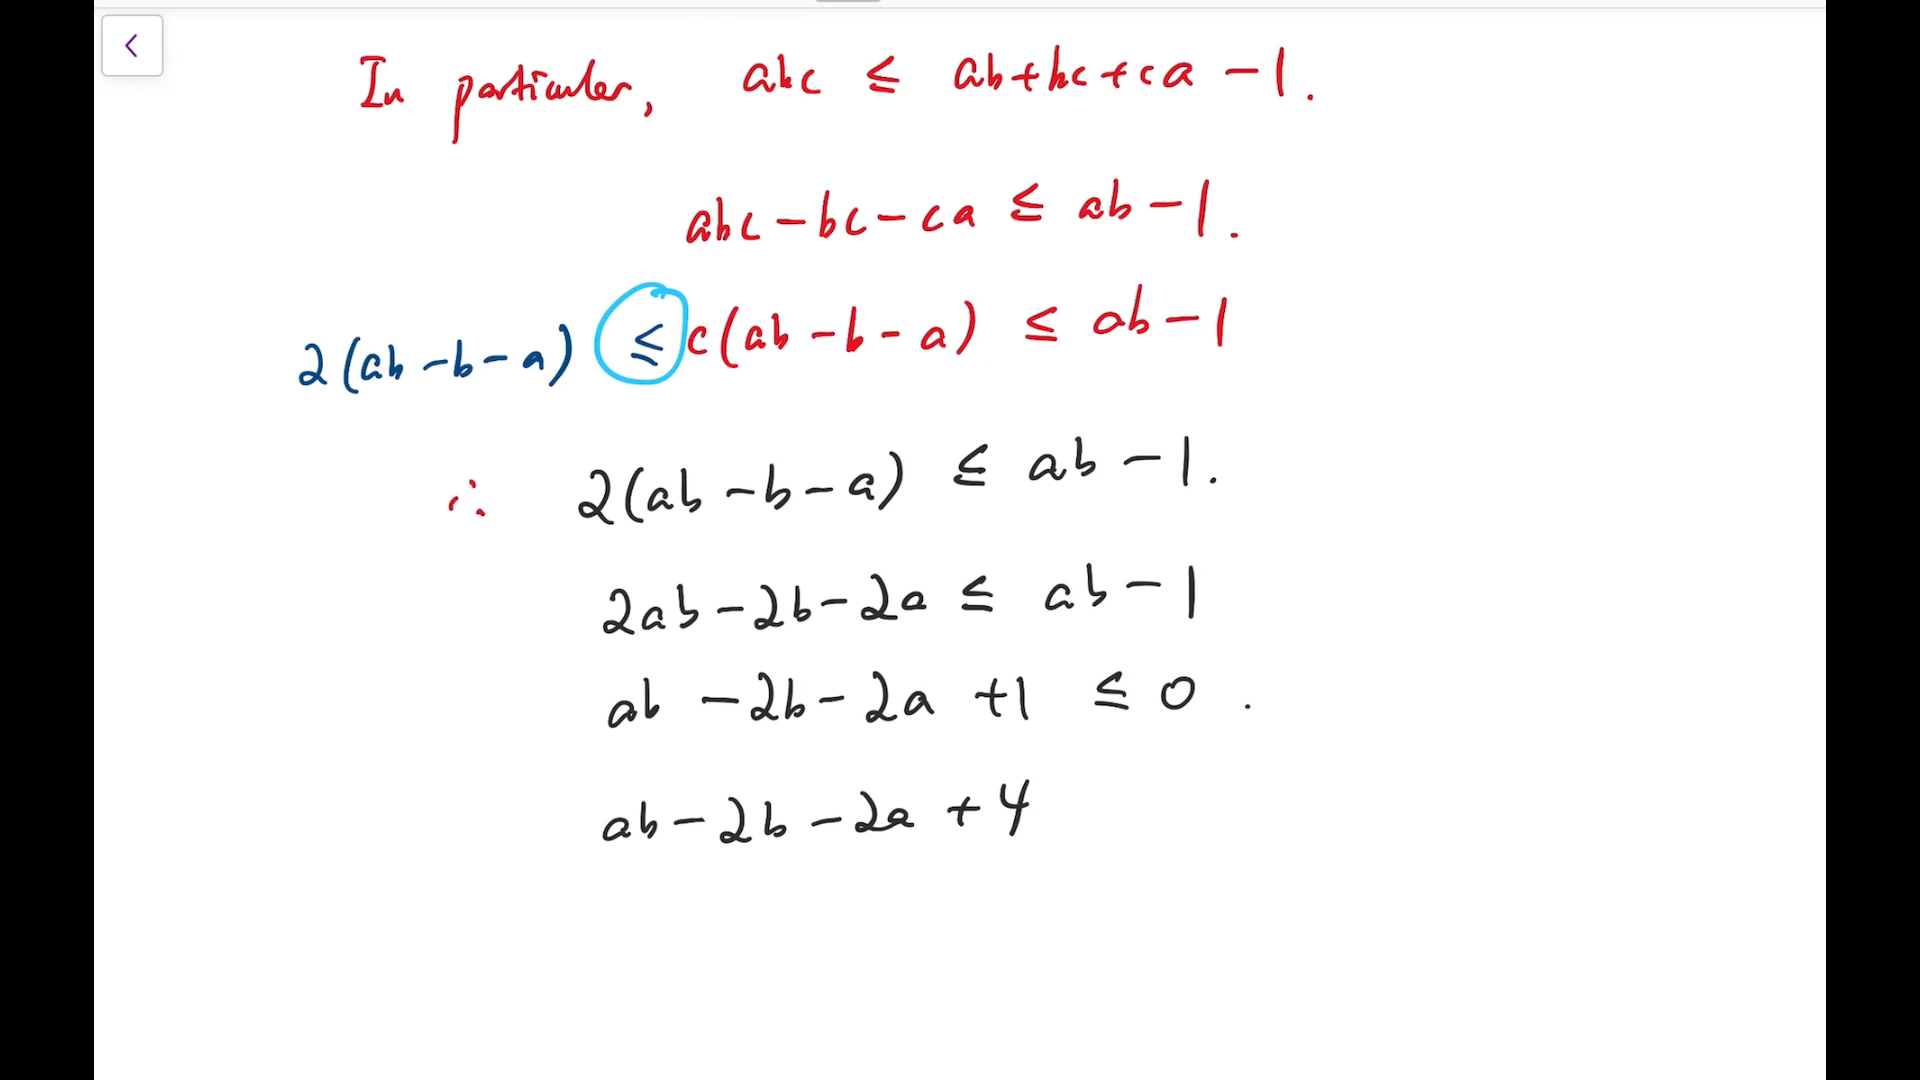 In particular, abc ≤ ab+bc+ca -1.
abc - bc - ca ≤ ab - 1.
2(ab - b - a) ≤ c(ab - b - a) ≤ ab - 1
∴ 2(ab - b - a) ≤ ab - 1.
2ab - 2b - 2a ≤ ab - 1
ab - 2b - 2a + 1 ≤ 0.
ab - 2b - 2a + 4